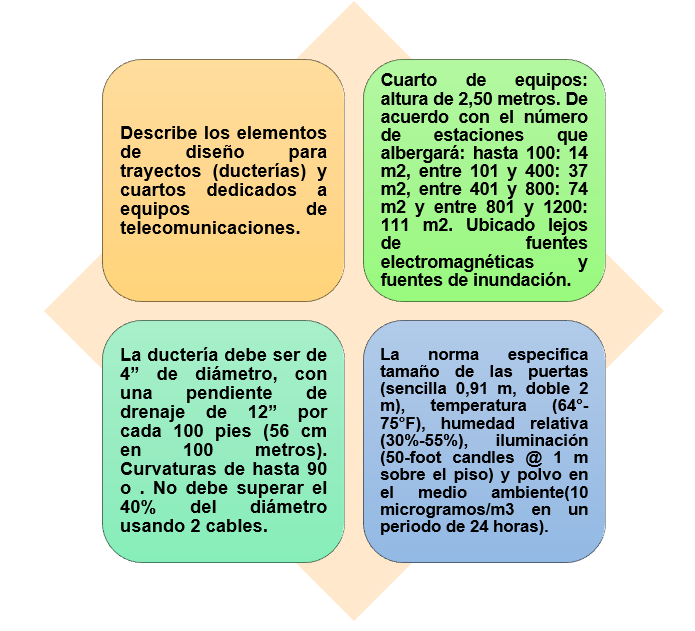 Describe los elementos
de diseño para
trayectos (ducterías) y
cuartos dedicados a
equipos de
telecomunicaciones.
Cuarto de equipos:
altura de 2,50 metros. De
acuerdo con el número
de estaciones que
albergará: hasta 100: 14
m2, entre 101 y 400: 37
m2, entre 401 y 800: 74
m2 y entre 801 y 1200:
111 m2. Ubicado lejos
de fuentes
electromagnéticas y
fuentes de inundación.
La ductería debe ser de
4” de diámetro, con
una pendiente de
drenaje de 12” por
cada 100 pies (56 cm
en 100 metros).
Curvaturas de hasta 90
o . No debe superar el
40% del diámetro
usando 2 cables.
La norma especifica
tamaño de las puertas
(sencilla 0,91 m, doble 2
m), temperatura (64°-
75°F), humedad relativa
(30%-55%), iluminación
(50-foot candles @ 1 m
sobre el piso) y polvo en
el medio ambiente(10
microgramos/m3 en un
periodo de 24 horas).